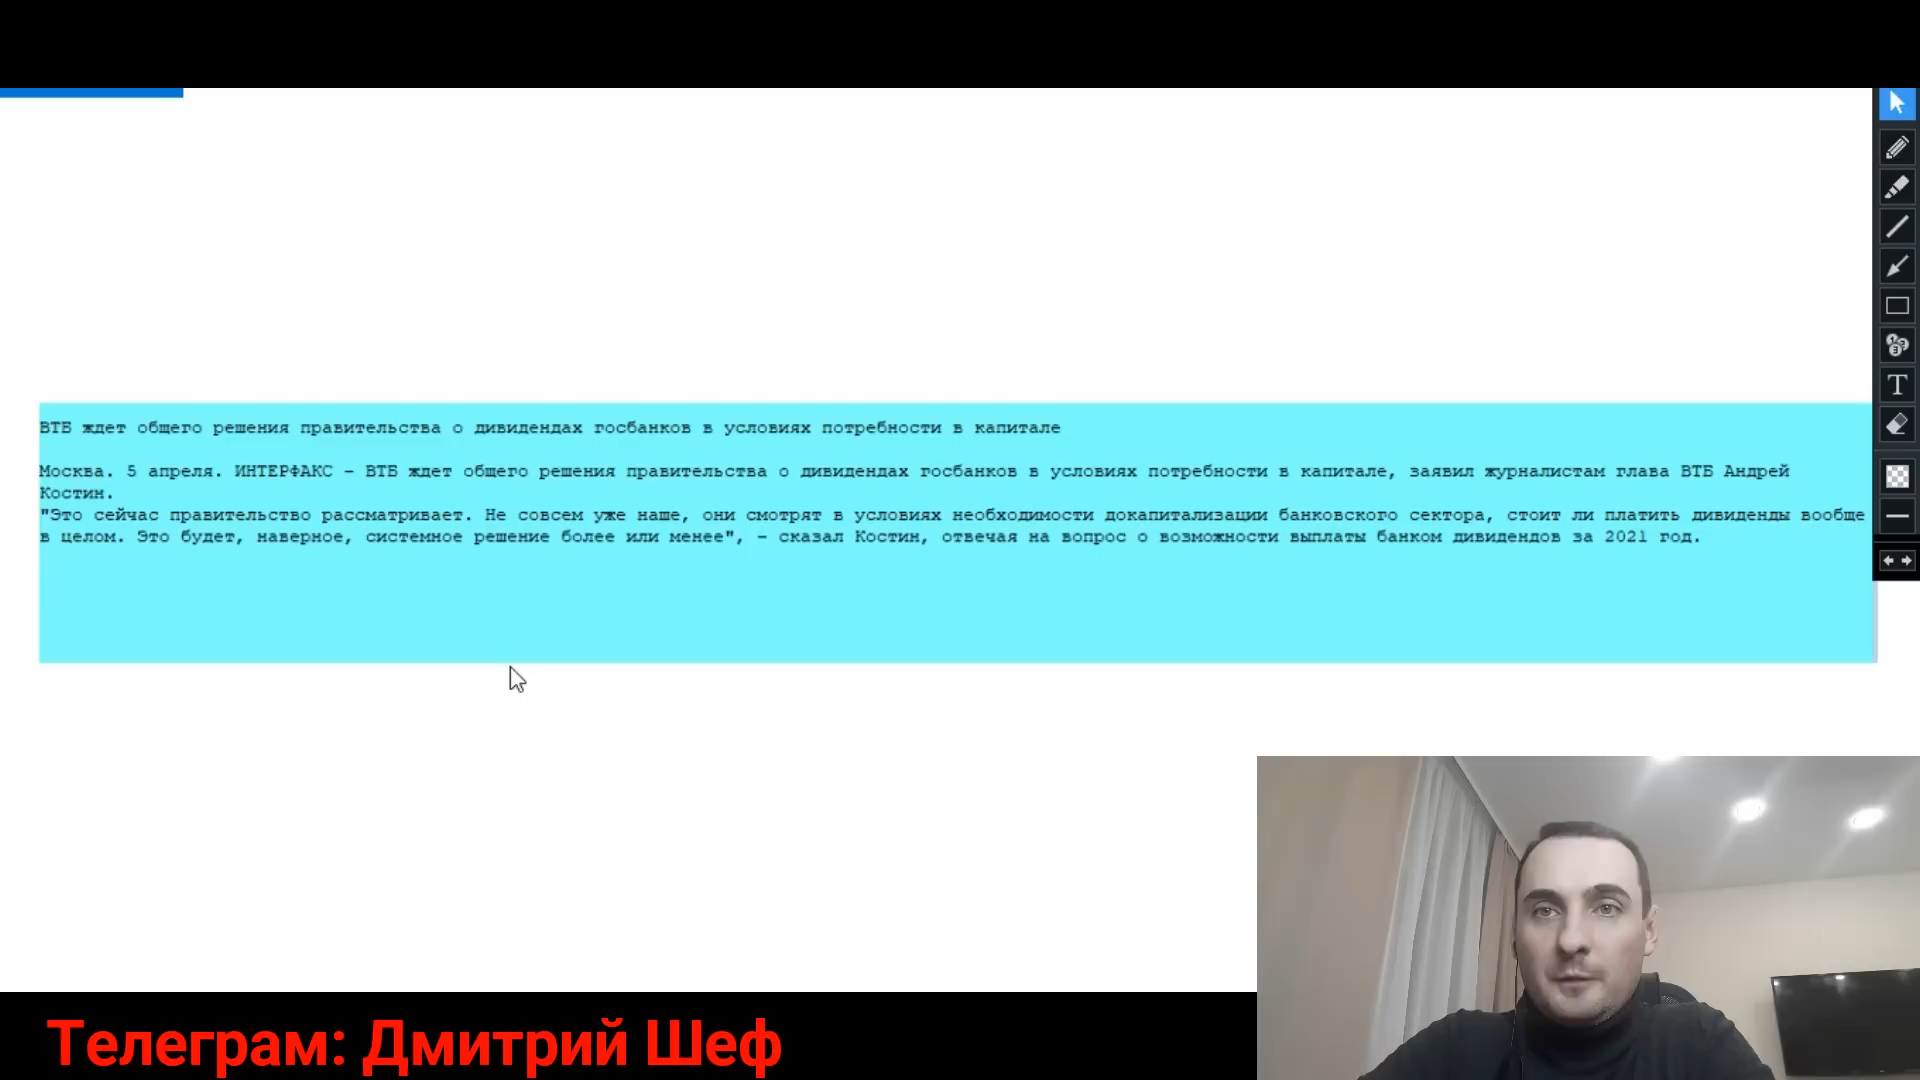 ВТБ ждет общего решения правительства о дивидендах госбанков в условиях потребности в капитале
Москва. 5 апреля. ИНТЕРФАКС - ВТБ ждет общего решения правительства о дивидендах госбанков в условиях потребности в капитале, заявил журналистам глава ВТБ Андрей
Костин.
"Это сейчас правительство рассматривает. Не совсем уже наше, они смотрят в условиях необходимости докапитализации банковского сектора, стоит ли платить дивиденды вообще
в целом. Это будет, наверное, системное решение более или менее", - сказал Костин, отвечая на вопрос о возможности выплаты банком дивидендов за 2021 год.
Телеграм: Дмитрий Шеф